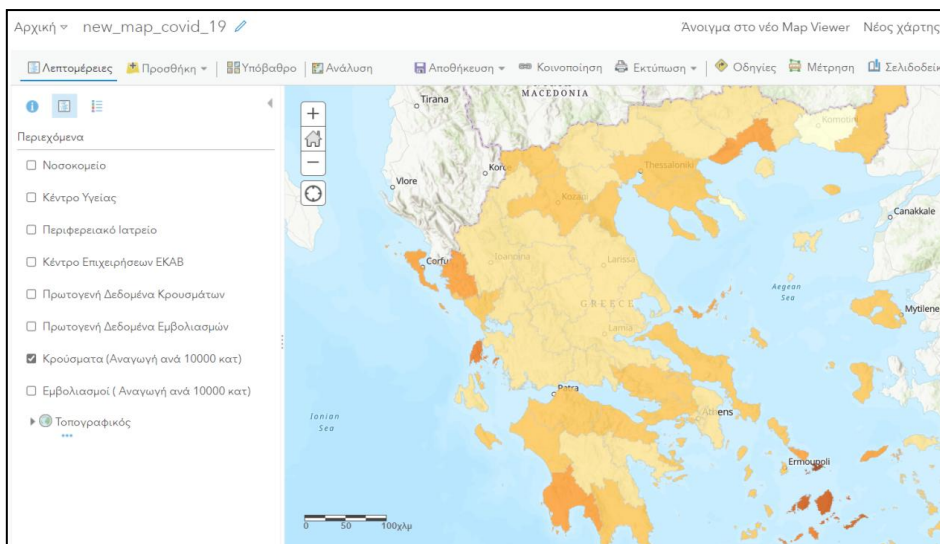 Αρχική new_map_covid_19 Άνοιγμα στο νέο Map Viewer Νέος χάρτης
Λεπτομέρειες Προσθήκη Υπόβαθρο Ανάλυση Αποθήκευση Κοινοποίηση Εκτύπωση Οδηγίες Μέτρηση Σελιδοδείκ
Περιεχόμενα
Νοσοκομείο
Κέντρο Υγείας
Περιφερειακό Ιατρείο
Κέντρο Επιχειρήσεων ΕΚΑΒ
Πρωτογενή Δεδομένα Κρουσμάτων
Πρωτογενή Δεδομένα Εμβολιασμών
Κρούσματα (Αναγωγή ανά 10000 κατ)
Εμβολιασμοί ( Αναγωγή ανά 10000 κατ)
Τοπογραφικός
MACEDONIA
Tirana
Komotini
Vlore
Korc
Thessaloniki
Kozani
Canakkale
Corfu
Ioannina
Larissa
Aegean
Sea
GREECE
Mytilene
Lamia
Patra
Athens
Ionian
Sea
Ermoupoli
0 50 100χλμ